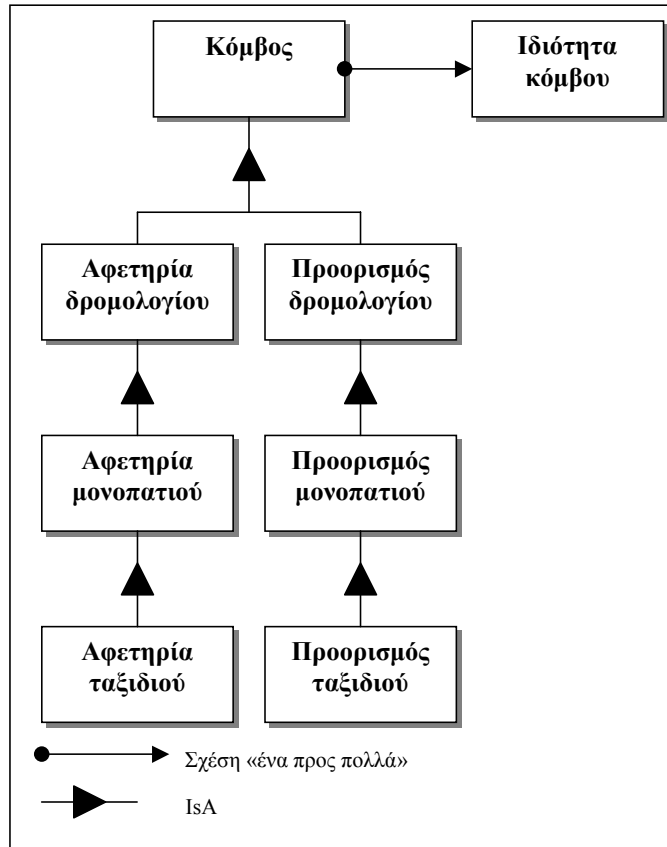 Κόμβος
Ιδιότητα
κόμβου
Αφετηρία
δρομολογίου
Προορισμός
δρομολογίου
Αφετηρία
μονοπατιού
Προορισμός
μονοπατιού
Αφετηρία
ταξιδιού
Προορισμός
ταξιδιού
Σχέση «ένα προς πολλά»
IsA